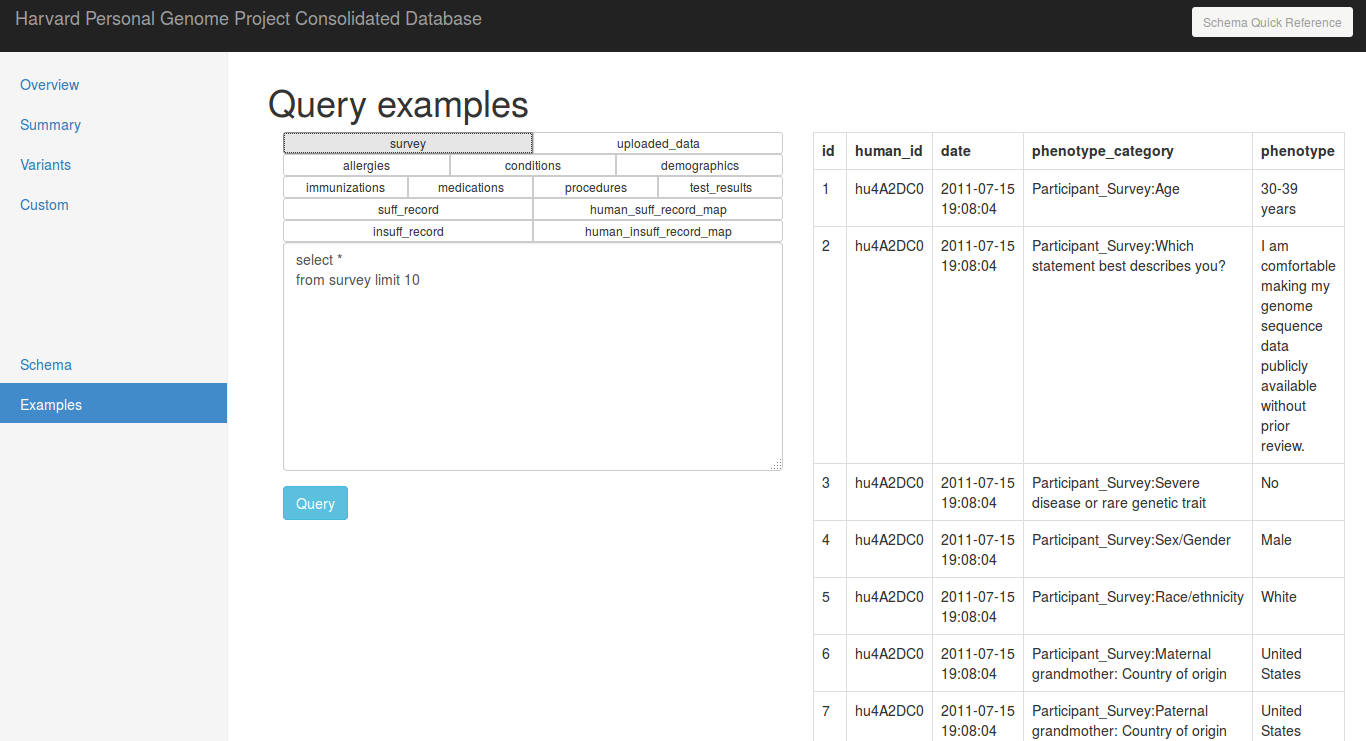 Harvard Personal Genome Project Consolidated Database
Schema Quick Reference
Overview
Summary
Variants
Custom
Schema
Examples
Query examples
survey uploaded_data
allergies conditions demographics
immunizations medications procedures test_results
suff_record human_suff_record_map
insuff_record human_insuff_record_map
select *
from survey limit 10
Query
id human_id date phenotype_category phenotype
1 hu4A2DC0 2011-07-15 Participant_Survey:Age 30-39
19:08:04 years
2 hu4A2DC0 2011-07-15 Participant_Survey:Which I am
19:08:04 statement best describes you? comfortable
making my
genome
sequence
data
publicly
available
without
prior
review.
3 hu4A2DC0 2011-07-15 Participant_Survey:Severe No
19:08:04 disease or rare genetic trait
4 hu4A2DC0 2011-07-15 Participant_Survey:Sex/Gender Male
19:08:04
5 hu4A2DC0 2011-07-15 Participant_Survey:Race/ethnicity White
19:08:04
6 hu4A2DC0 2011-07-15 Participant_Survey:Maternal United
19:08:04 grandmother: Country of origin States
7 hu4A2DC0 2011-07-15 Participant_Survey:Paternal United
19:08:04 grandmother: Country of origin States